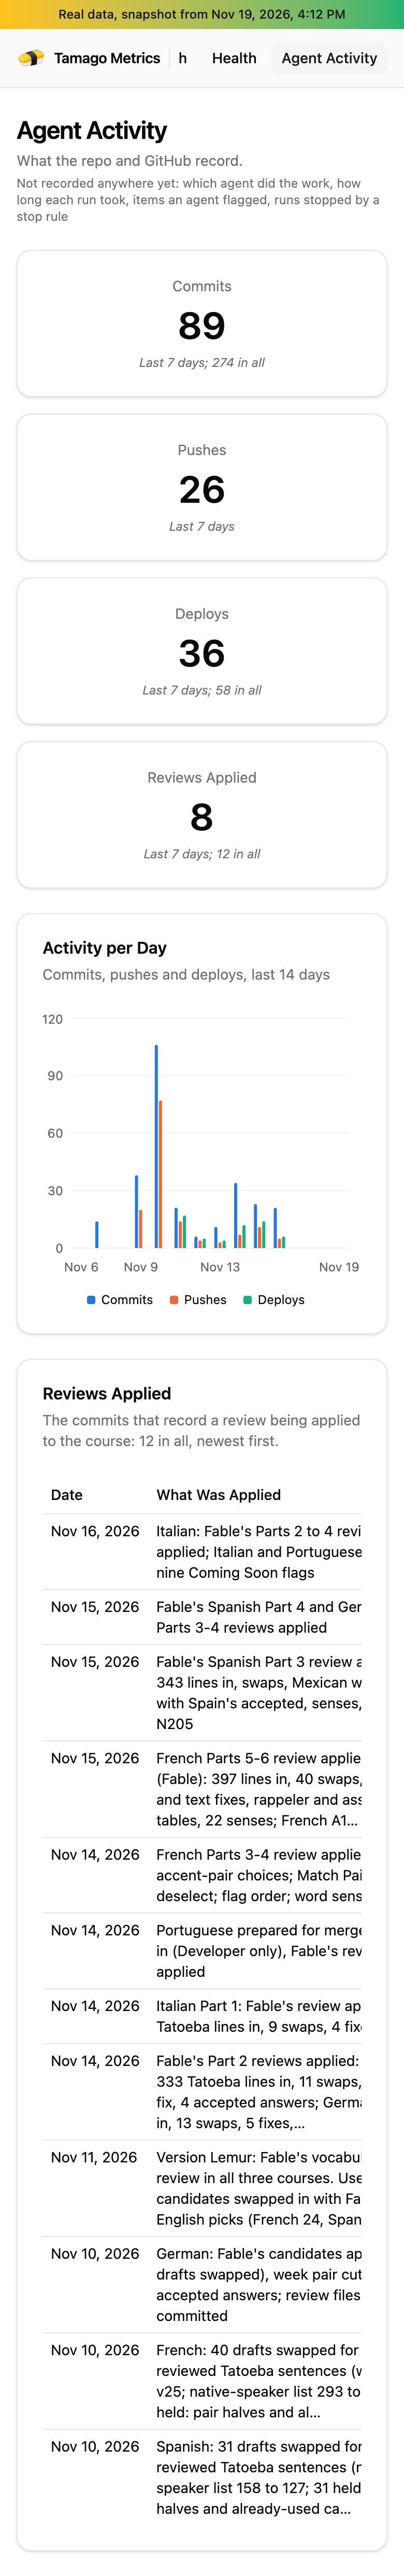 Real data, snapshot from Nov 19, 2026, 4:12 PM
Tamago Metrics
h
Health
Agent Activity
Agent Activity
What the repo and GitHub record.
Not recorded anywhere yet: which agent did the work, how
long each run took, items an agent flagged, runs stopped by a
stop rule
Commits
89
Last 7 days; 274 in all
Pushes
26
Last 7 days
Deploys
36
Last 7 days; 58 in all
Reviews Applied
8
Last 7 days; 12 in all
Activity per Day
Commits, pushes and deploys, last 14 days
120
90
60
30
0
Nov 6
Nov 9
Nov 13
Nov 19
Commits
Pushes
Deploys
Reviews Applied
The commits that record a review being applied
to the course: 12 in all, newest first.
Date
What Was Applied
Nov 16, 2026
Italian: Fable's Parts 2 to 4 revi
applied; Italian and Portuguese
nine Coming Soon flags
Nov 15, 2026
Fable's Spanish Part 4 and Ger
Parts 3-4 reviews applied
Nov 15, 2026
Fable's Spanish Part 3 review a
343 lines in, swaps, Mexican w
with Spain's accepted, senses,
N205
Nov 15, 2026
French Parts 5-6 review applie
(Fable): 397 lines in, 40 swaps,
and text fixes, rappeler and ass
tables, 22 senses; French A1...
Nov 14, 2026
French Parts 3-4 review applie
accent-pair choices; Match Pai
deselect; flag order; word sens
Nov 14, 2026
Portuguese prepared for merge
in (Developer only), Fable's rev
applied
Nov 14, 2026
Italian Part 1: Fable's review ap
Tatoeba lines in, 9 swaps, 4 fix
Nov 14, 2026
Fable's Part 2 reviews applied:
333 Tatoeba lines in, 11 swaps,
fix, 4 accepted answers; Germa
in, 13 swaps, 5 fixes,...
Nov 11, 2026
Version Lemur: Fable's vocabul
review in all three courses. Use
candidates swapped in with Fa
English picks (French 24, Span
Nov 10, 2026
German: Fable's candidates ap
drafts swapped), week pair cut
accepted answers; review files
committed
Nov 10, 2026
French: 40 drafts swapped for
reviewed Tatoeba sentences (w
v25; native-speaker list 293 to
held: pair halves and al...
Nov 10, 2026
Spanish: 31 drafts swapped for
reviewed Tatoeba sentences (r
speaker list 158 to 127; 31 held
halves and already-used ca...